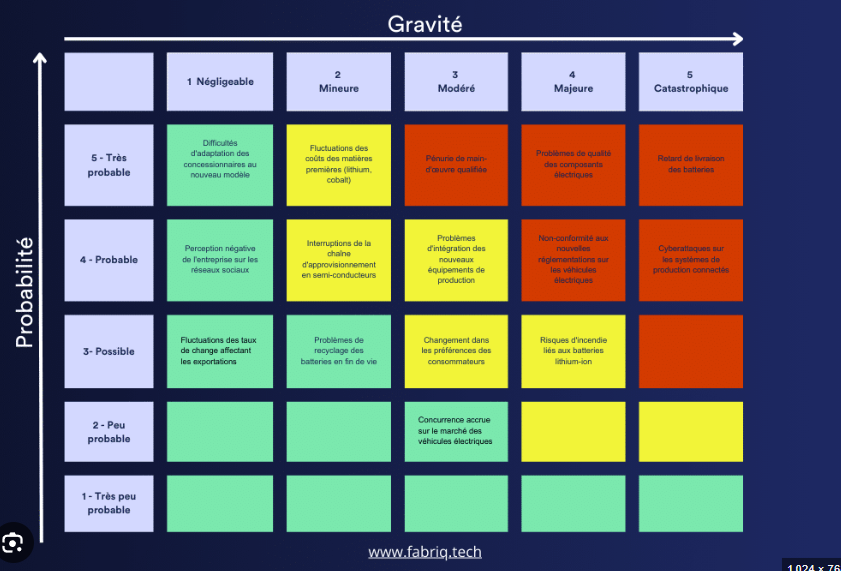 Gravité
Probabilité
1 Négligeable
2
Mineure
3
Modéré
4
Majeure
5
Catastrophique
5 - Très
probable
Difficultés
d'adaptation des
concessionnaires au
nouveau modèle
Fluctuations des
coûts des matières
premières (lithium,
cobalt)
Pénurie de main-
d'œuvre qualifiée
Problèmes de qualité
des composants
électriques
Retard de livraison
des batteries
4 - Probable
Perception négative
de l'entreprise sur les
réseaux sociaux
Interruptions de la
chaîne
d'approvisionnement
en semi-conducteurs
Problèmes
d'intégration des
nouveaux
équipements de
production
Non-conformité aux
nouvelles
réglementations sur
les véhicules
électriques
Cyberattaques sur
les systèmes de
production connectés
3- Possible
Fluctuations des taux
de change affectant
les exportations
Problèmes de
recyclage des
batteries en fin de vie
Changement dans
les préférences des
consommateurs
Risques d'incendie
liés aux batteries
lithium-ion
2 - Peu
probable
Concurrence accrue
sur le marché des
véhicules électriques
1 - Très peu
probable
www.fabriq.tech
1 024 × 76